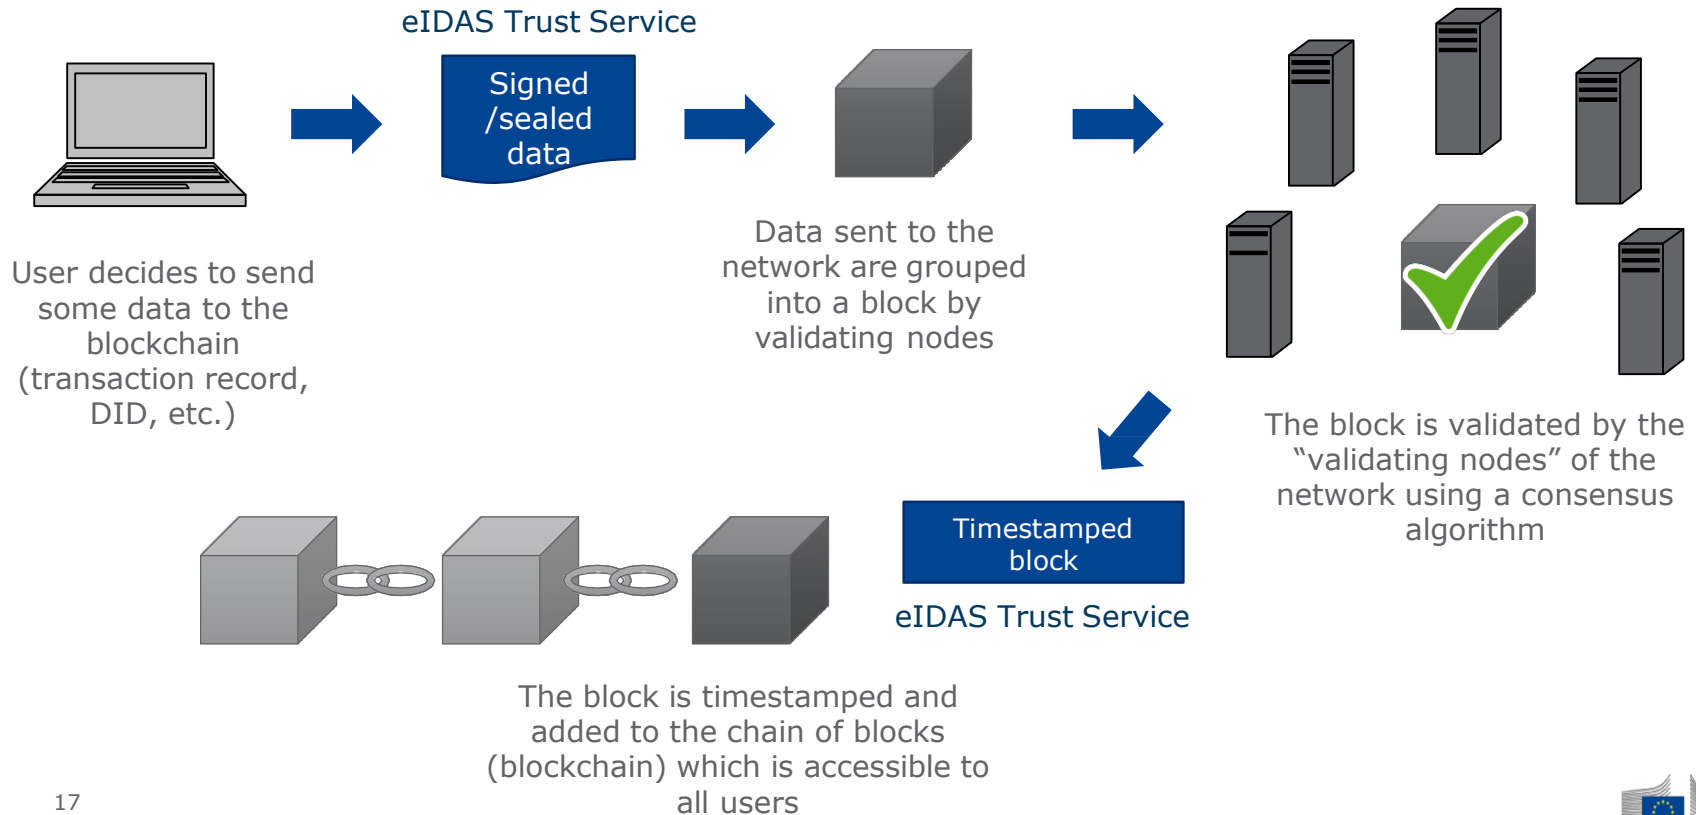 eIDAS Trust Service
Signed
/sealed
data
User decides to send
some data to the
blockchain
(transaction record,
DID, etc.)
Data sent to the
network are grouped
into a block by
validating nodes
The block is validated by the
“validating nodes” of the
network using a consensus
algorithm
Timestamped
block
eIDAS Trust Service
The block is timestamped and
added to the chain of blocks
(blockchain) which is accessible to
all users
17